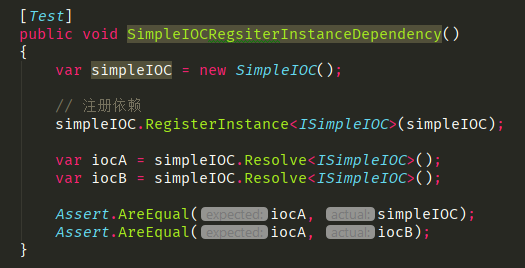 [Test]
public void SimpleIOCRegsiterInstanceDependency()
{
var simpleIOC = new SimpleIOC();
// 注册依赖
simpleIOC.RegisterInstance<ISimpleIOC>(simpleIOC);
var iocA = simpleIOC.Resolve<ISimpleIOC>();
var iocB = simpleIOC.Resolve<ISimpleIOC>();
Assert.AreEqual(expected: iocA, actual: simpleIOC);
Assert.AreEqual(expected: iocA, actual: iocB);
}